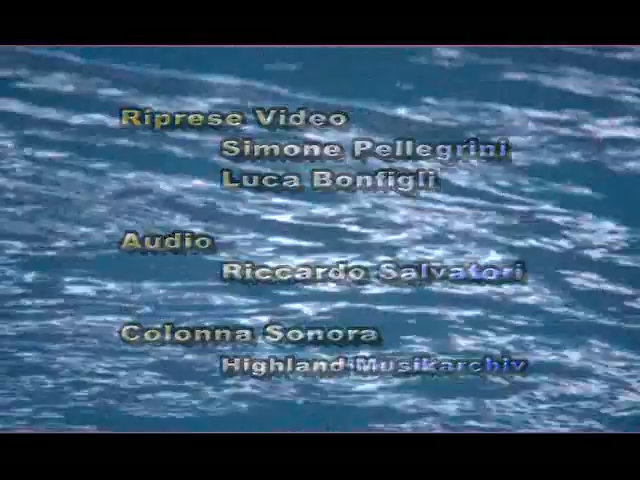 Riprese Video
Simone Pellegrini
Luca Bonfigli
Audio
Riccardo Salvatori
Colonna Sonora
Highland Musikarchiv